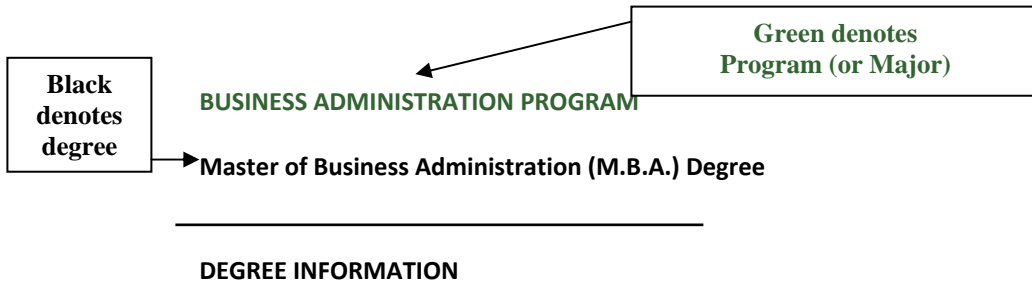 Green denotes
Program (or Major)
Black
denotes
degree
BUSINESS ADMINISTRATION PROGRAM
Master of Business Administration (M.B.A.) Degree
DEGREE INFORMATION